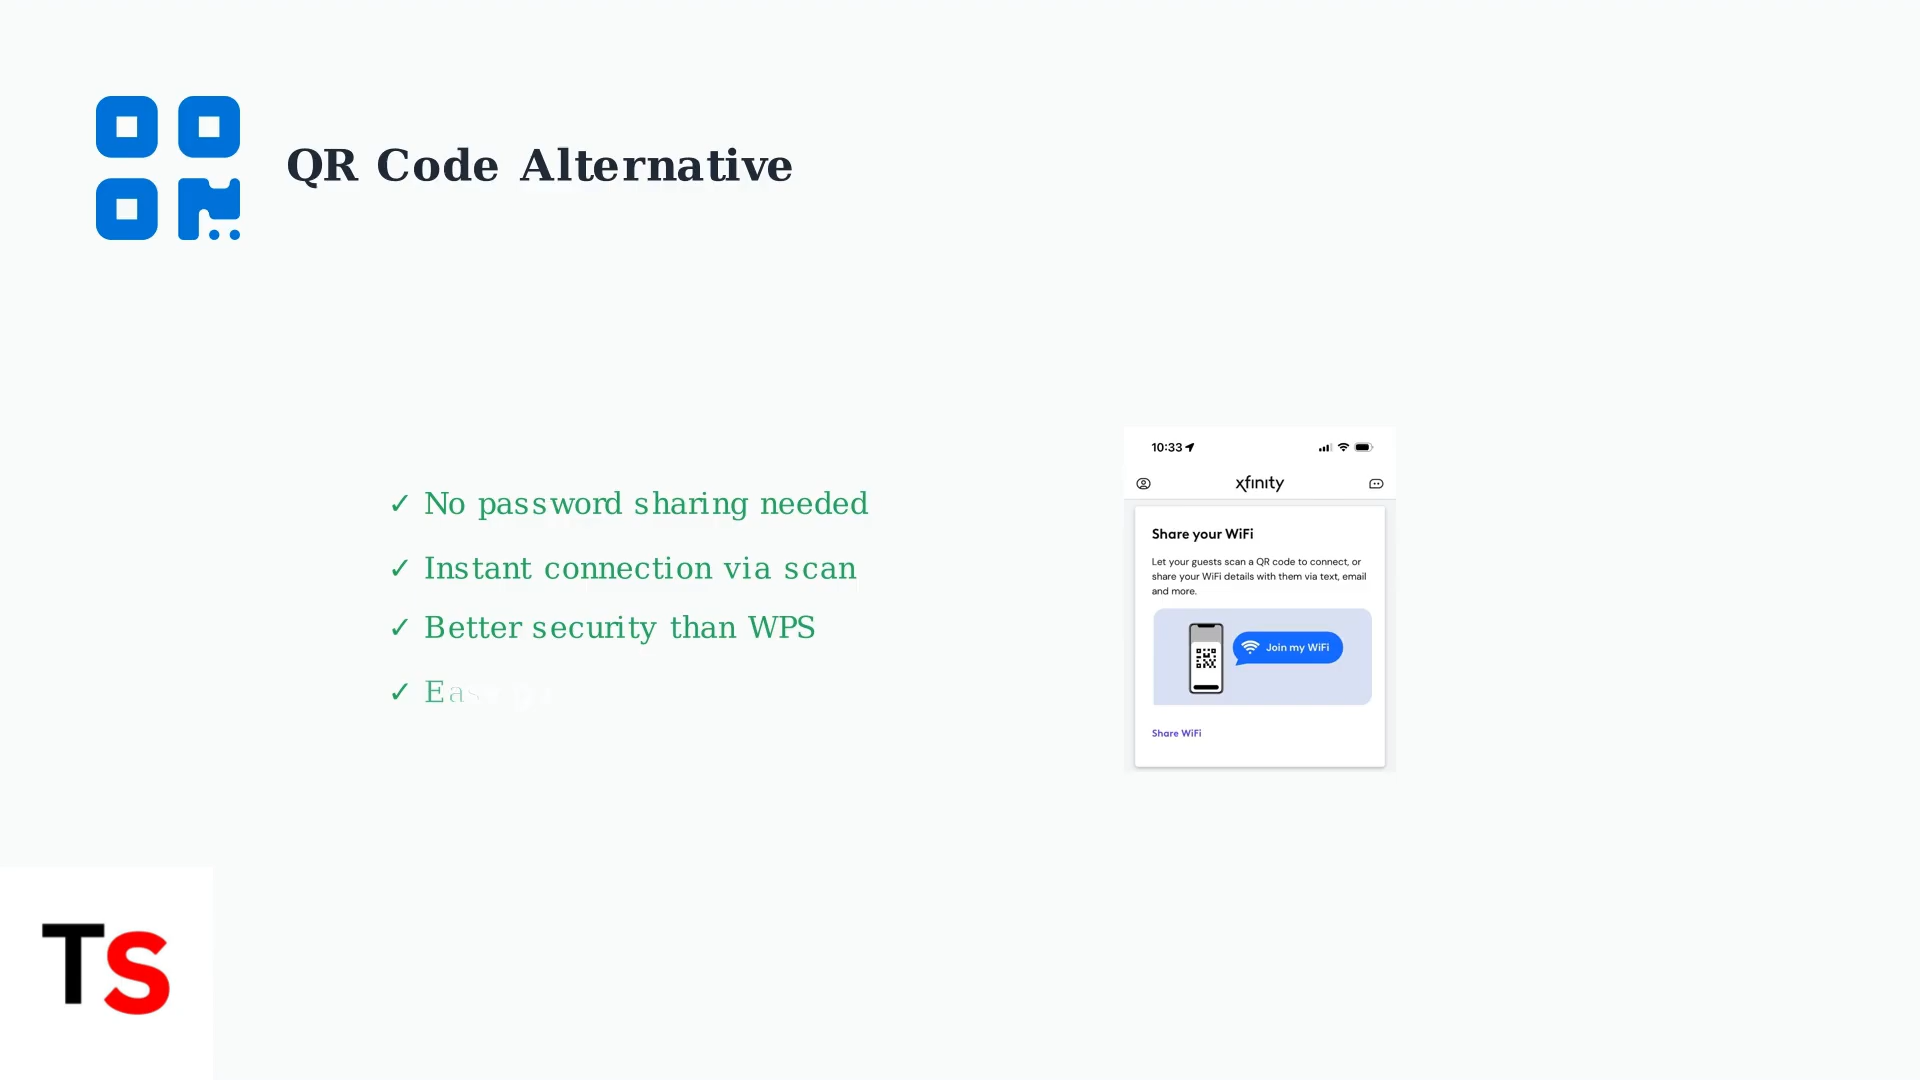 QR Code Alternative
✓ No password sharing needed
✓ Instant connection via scan
✓ Better security than WPS
✓
10:33
xfinity
Share your WiFi
Let your guests scan a QR code to connect, or
share your WiFi details with them via text, email
and more.
Join my WiFi
Share WiFi
TS